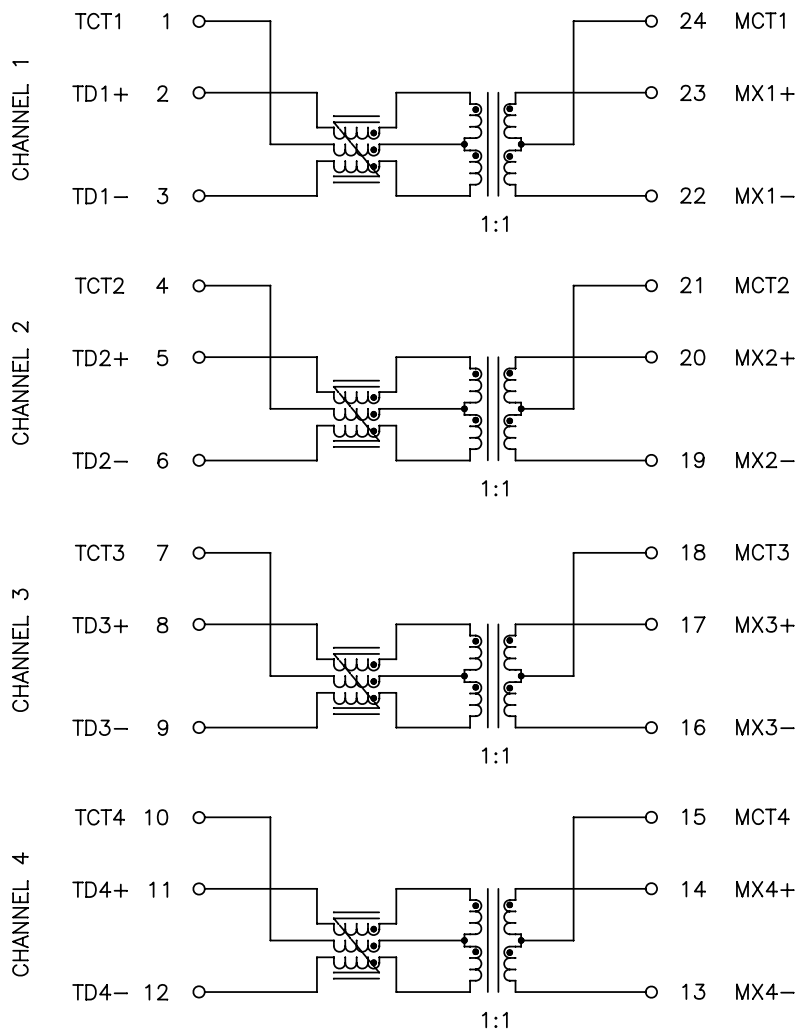 CHANNEL 1
TCT1 1 24 MCT1
TD1+ 2 23 MX1+
TD1− 3 22 MX1−
1:1
CHANNEL 2
TCT2 4 21 MCT2
TD2+ 5 20 MX2+
TD2− 6 19 MX2−
1:1
CHANNEL 3
TCT3 7 18 MCT3
TD3+ 8 17 MX3+
TD3− 9 16 MX3−
1:1
CHANNEL 4
TCT4 10 15 MCT4
TD4+ 11 14 MX4+
TD4− 12 13 MX4−
1:1